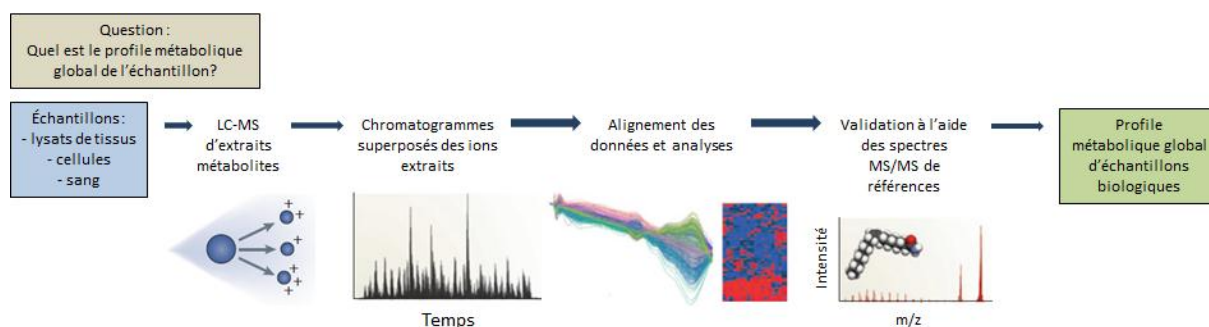 Question :
Quel est le profile métabolique
global de l'échantillon?
Échantillons :
- lysats de tissus
- cellules
- sang
LC-MS
d'extraits
métabolites
Chromatogrammes
superposés des ions
extraits
Alignement des
données et analyses
Validation à l'aide
des spectres
MS/MS de
références
Profile
métabolique global
d'échantillons
biologiques
+
+
+
+
+
+
Temps
Intensité
m/z